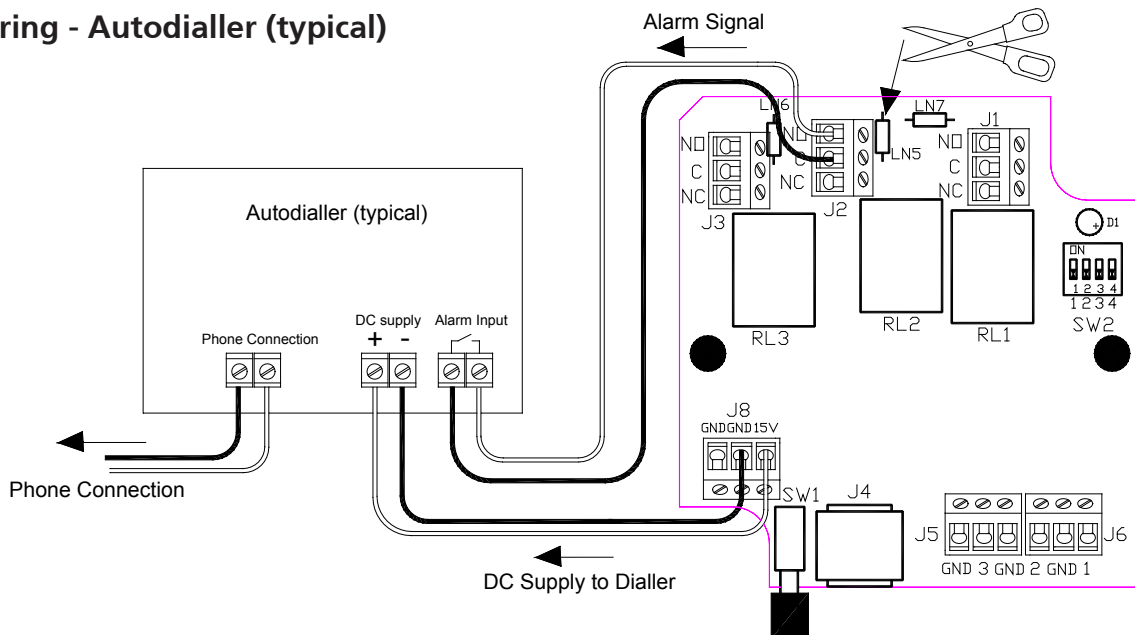 ring - Autodialler (typical)
Alarm Signal
LN6
LN7
J1
NO
C
NC
J3
NO
C
NC
J2
LN5
NO
C
NC
D1
ON
1 2 3 4
1 2 3 4
SW2
RL3
RL2
RL1
Autodialler (typical)
Phone Connection
DC supply
+ -
Alarm Input
J8
GND GND 15V
SW1
J4
J5
J6
GND 3 GND 2 GND 1
Phone Connection
DC Supply to Dialler